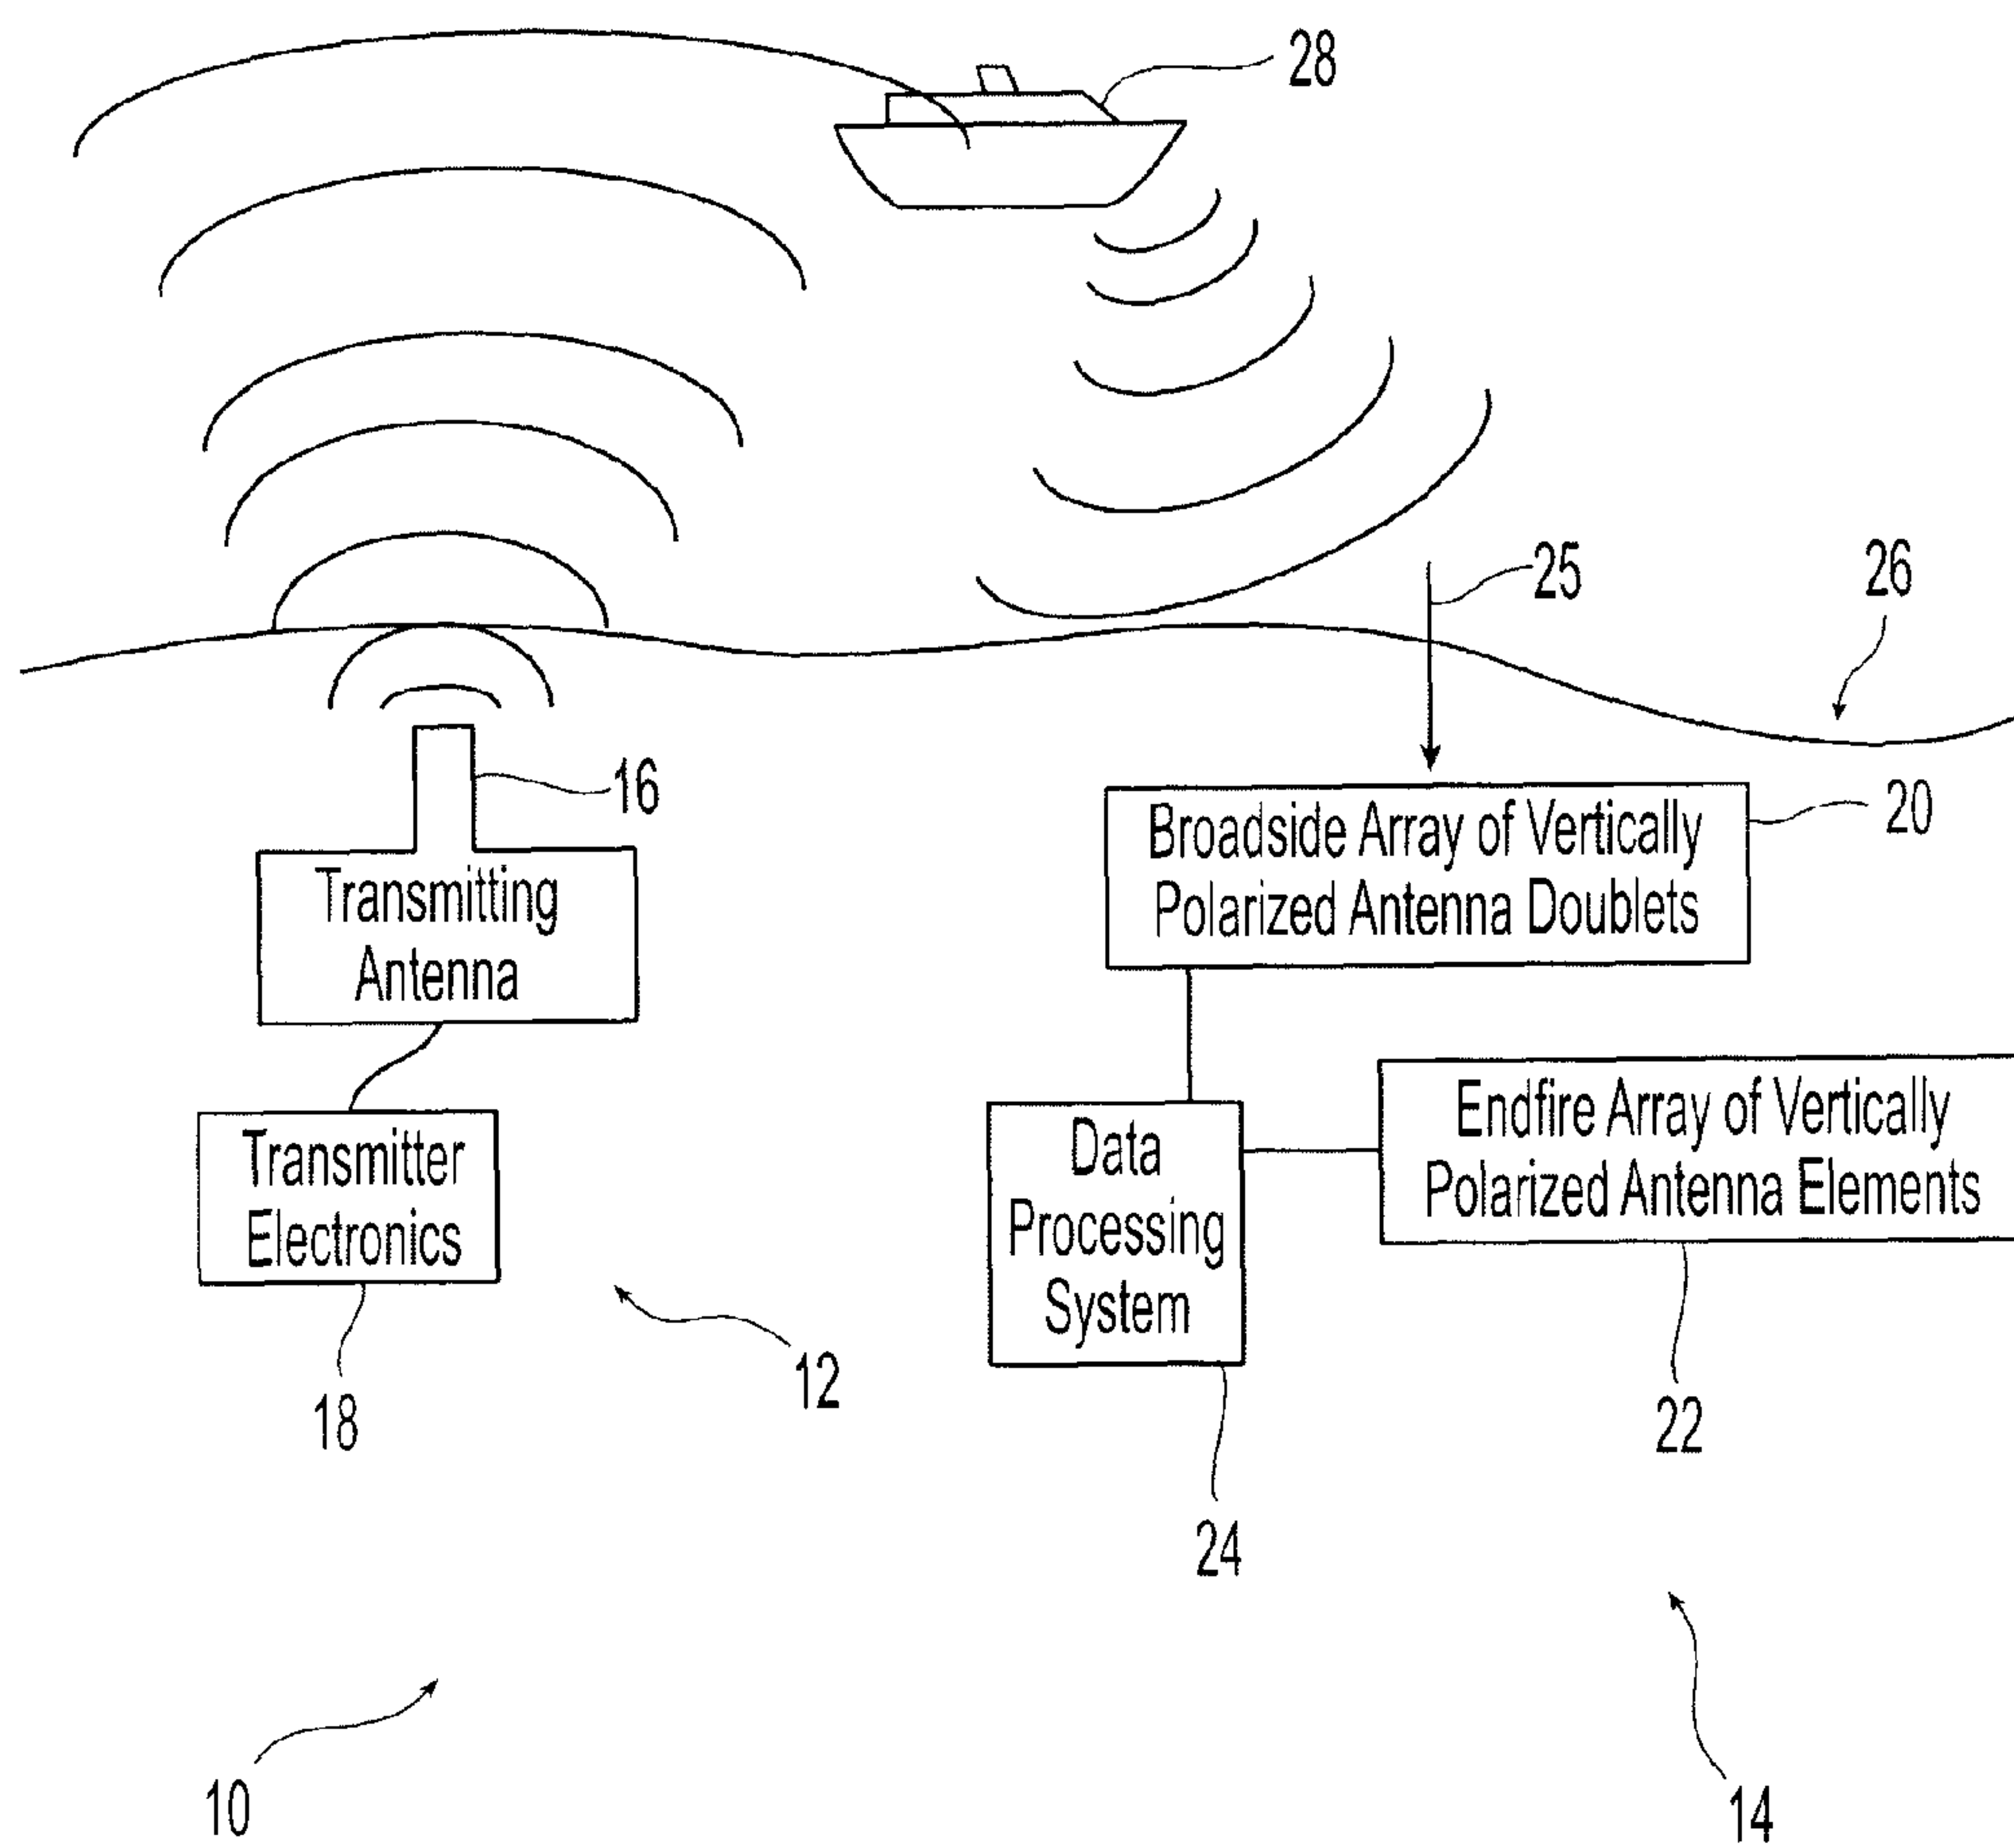 28
25
26
16
20
Broadside Array of Vertically
Polarized Antenna Doublets
Transmitting
Antenna
Endfire Array of Vertically
Polarized Antenna Elements
Transmitter
Electronics
Data
Processing
System
12
18
22
24
10
14